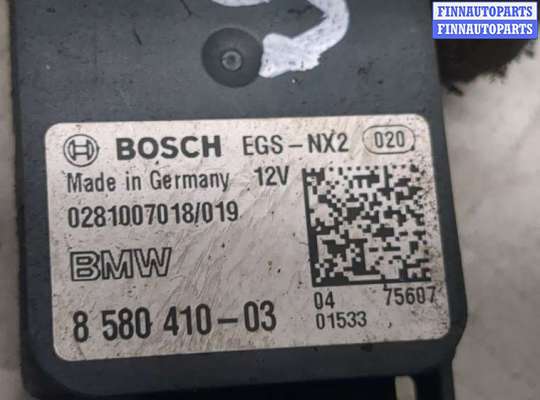 FINNAUTOPARTS
FINNAUTOPARTS
BOSCH EGS-NX2 020
Made in Germany 12V
0281007018/019
BMW
8 580 410-03
04 75607
01533